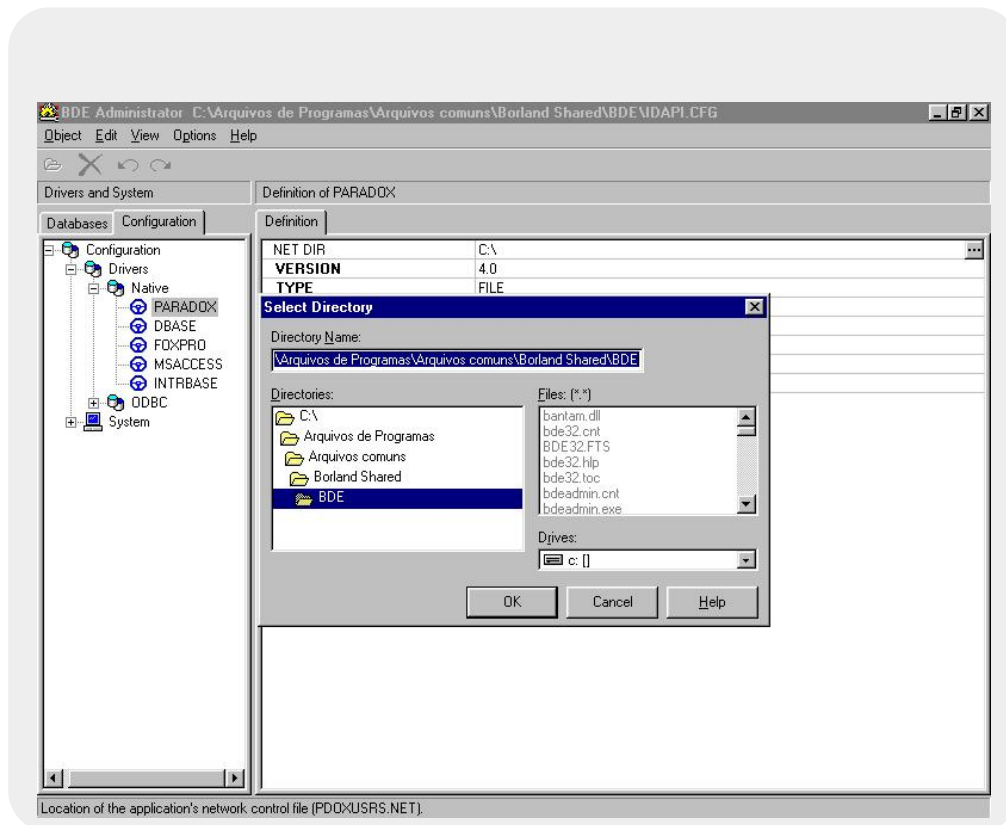 BDE Administrator C:\Arquivos de Programas\Arquivos comuns\Borland Shared\BDE\IDAPI.CFG
Object Edit View Options Help
Drivers and System
Definition of PARADOX
Databases Configuration
Definition
Configuration
Drivers
Native
PARADOX
DBASE
FOXPRO
MSACCESS
INTRBASE
ODBC
System
NET DIR C:\
VERSION 4.0
TYPE FILE
Select Directory
Directory Name:
\Arquivos de Programas\Arquivos comuns\Borland Shared\BDE
Directories:
C:\
Arquivos de Programas
Arquivos comuns
Borland Shared
BDE
Files: (*.*)
bantam.dll
bde32.cnt
BDE32.FTS
bde32.hlp
bde32.toc
bdeadmin.cnt
bdeadmin.exe
Drives:
c: []
OK Cancel Help
Location of the application's network control file (PDOXUSRS.NET).